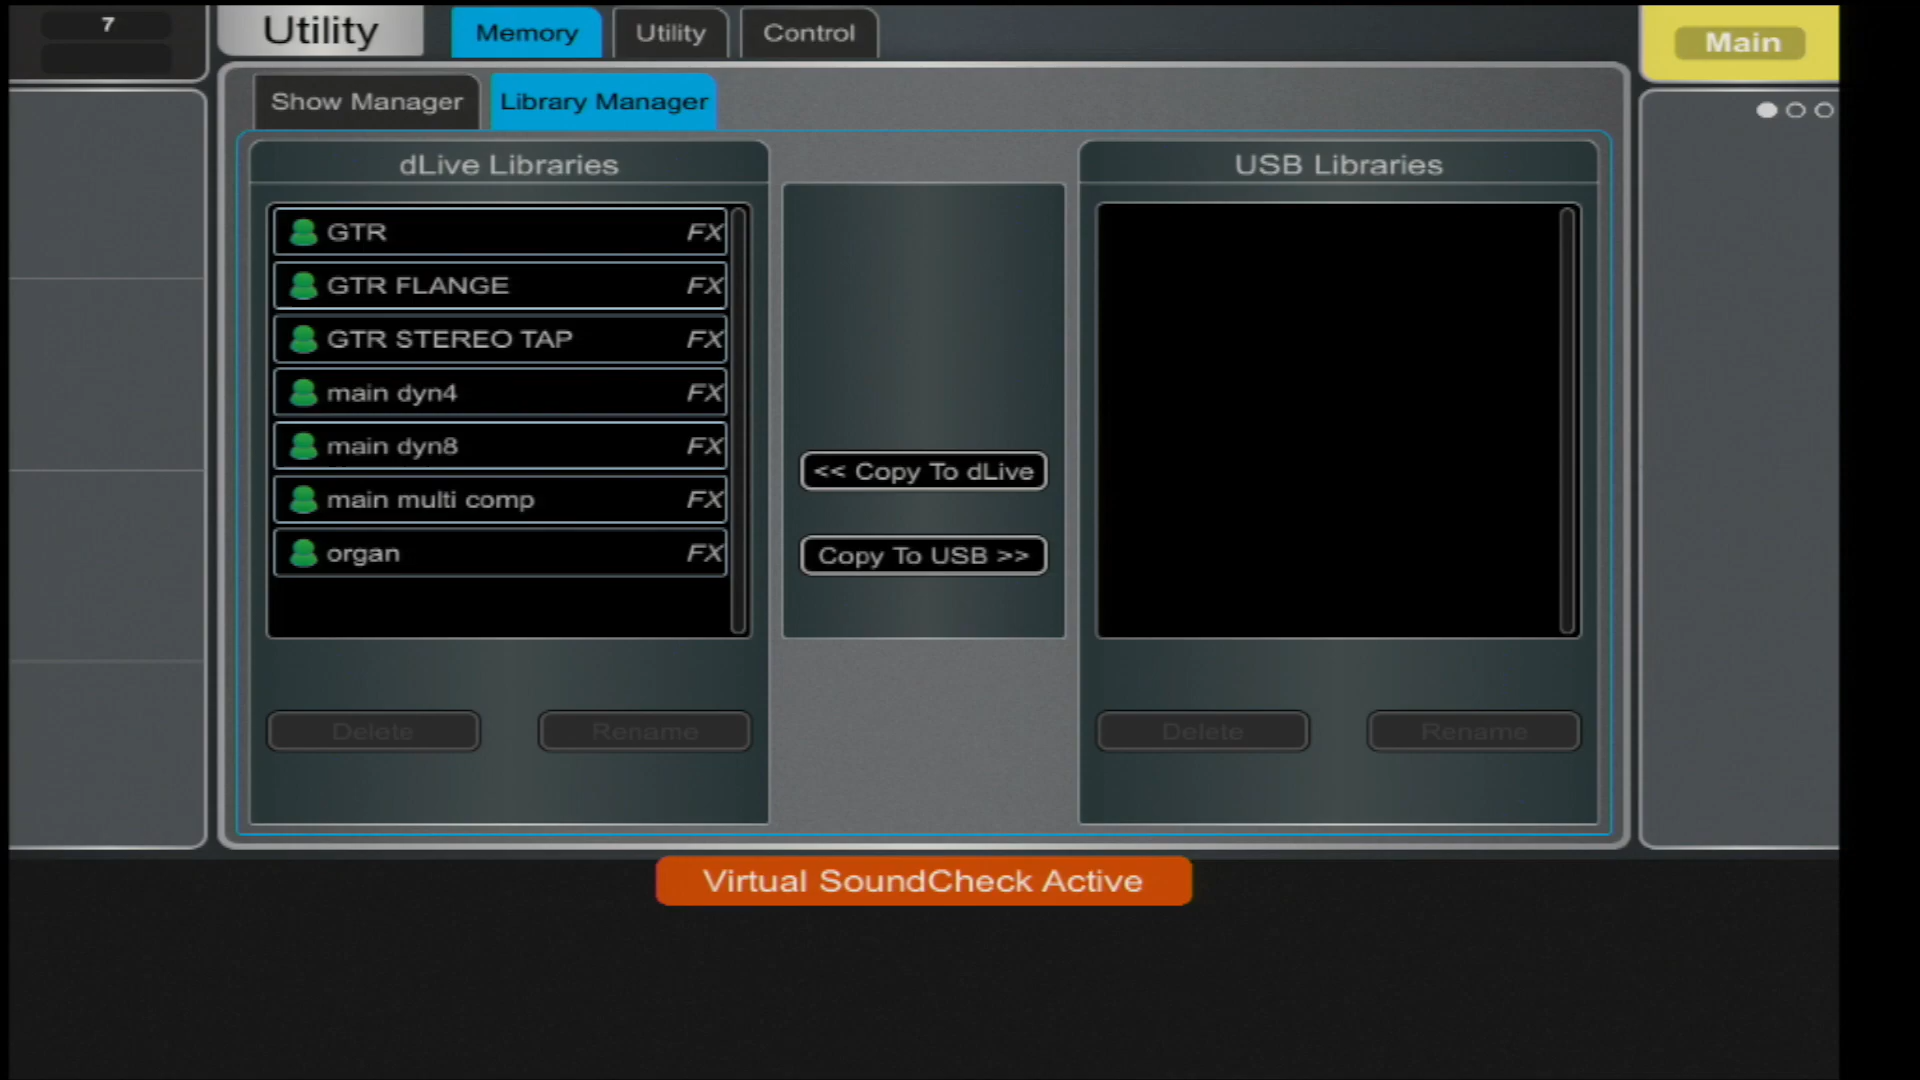 7
Utility
Memory
Utility
Control
Main
Show Manager
Library Manager
dLive Libraries
USB Libraries
GTR FX
GTR FLANGE FX
GTR STEREO TAP FX
main dyn4 FX
main dyn8 FX
main multi comp FX
organ FX
<< Copy To dLive
Copy To USB >>
Delete
Rename
Delete
Rename
Virtual SoundCheck Active